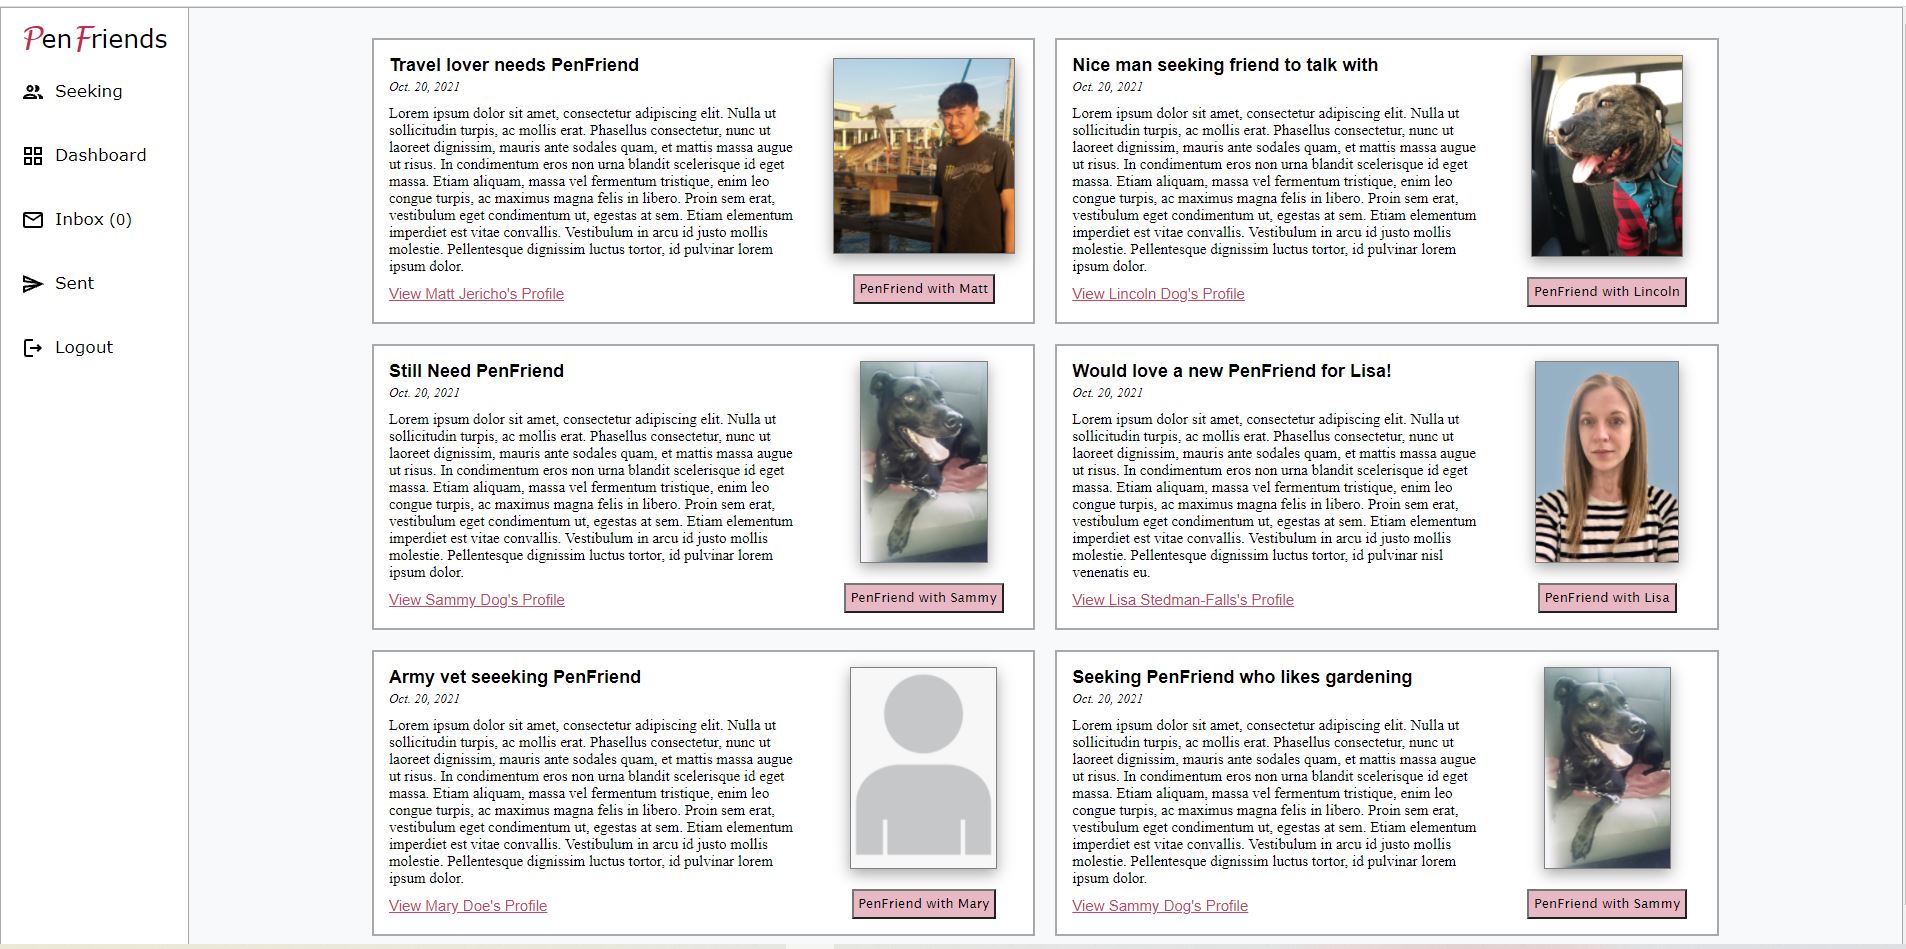 PenFriends
Seeking
Dashboard
Inbox (0)
Sent
Logout
Travel lover needs PenFriend
Oct. 20, 2021
Lorem ipsum dolor sit amet, consectetur adipiscing elit. Nulla ut
sollicitudin turpis, ac mollis erat. Phasellus consectetur, nunc ut
laoreet dignissim, mauris ante sodales quam, et mattis massa augue
ut risus. In condimentum eros non urna blandit scelerisque id eget
massa. Etiam aliquam, massa vel fermentum tristique, enim leo
congue turpis, ac maximus magna felis in libero. Proin sem erat,
vestibulum eget condimentum ut, egestas at sem. Etiam elementum
imperdiet est vitae convallis. Vestibulum in arcu id justo mollis
molestie. Pellentesque dignissim luctus tortor, id pulvinar lorem
ipsum dolor.
View Matt Jericho's Profile
PenFriend with Matt
Nice man seeking friend to talk with
Oct. 20, 2021
Lorem ipsum dolor sit amet, consectetur adipiscing elit. Nulla ut
sollicitudin turpis, ac mollis erat. Phasellus consectetur, nunc ut
laoreet dignissim, mauris ante sodales quam, et mattis massa augue
ut risus. In condimentum eros non urna blandit scelerisque id eget
massa. Etiam aliquam, massa vel fermentum tristique, enim leo
congue turpis, ac maximus magna felis in libero. Proin sem erat,
vestibulum eget condimentum ut, egestas at sem. Etiam elementum
imperdiet est vitae convallis. Vestibulum in arcu id justo mollis
molestie. Pellentesque dignissim luctus tortor, id pulvinar lorem
ipsum dolor.
View Lincoln Dog's Profile
PenFriend with Lincoln
Still Need PenFriend
Oct. 20, 2021
Lorem ipsum dolor sit amet, consectetur adipiscing elit. Nulla ut
sollicitudin turpis, ac mollis erat. Phasellus consectetur, nunc ut
laoreet dignissim, mauris ante sodales quam, et mattis massa augue
ut risus. In condimentum eros non urna blandit scelerisque id eget
massa. Etiam aliquam, massa vel fermentum tristique, enim leo
congue turpis, ac maximus magna felis in libero. Proin sem erat,
vestibulum eget condimentum ut, egestas at sem. Etiam elementum
imperdiet est vitae convallis. Vestibulum in arcu id justo mollis
molestie. Pellentesque dignissim luctus tortor, id pulvinar lorem
ipsum dolor.
View Sammy Dog's Profile
PenFriend with Sammy
Would love a new PenFriend for Lisa!
Oct. 20, 2021
Lorem ipsum dolor sit amet, consectetur adipiscing elit. Nulla ut
sollicitudin turpis, ac mollis erat. Phasellus consectetur, nunc ut
laoreet dignissim, mauris ante sodales quam, et mattis massa augue
ut risus. In condimentum eros non urna blandit scelerisque id eget
massa. Etiam aliquam, massa vel fermentum tristique, enim leo
congue turpis, ac maximus magna felis in libero. Proin sem erat,
vestibulum eget condimentum ut, egestas at sem. Etiam elementum
imperdiet est vitae convallis. Vestibulum in arcu id justo mollis
molestie. Pellentesque dignissim luctus tortor, id pulvinar nisl
venenatis eu.
View Lisa Stedman-Falls's Profile
PenFriend with Lisa
Army vet seeeking PenFriend
Oct. 20, 2021
Lorem ipsum dolor sit amet, consectetur adipiscing elit. Nulla ut
sollicitudin turpis, ac mollis erat. Phasellus consectetur, nunc ut
laoreet dignissim, mauris ante sodales quam, et mattis massa augue
ut risus. In condimentum eros non urna blandit scelerisque id eget
massa. Etiam aliquam, massa vel fermentum tristique, enim leo
congue turpis, ac maximus magna felis in libero. Proin sem erat,
vestibulum eget condimentum ut, egestas at sem. Etiam elementum
imperdiet est vitae convallis. Vestibulum in arcu id justo mollis
molestie. Pellentesque dignissim luctus tortor, id pulvinar lorem
ipsum dolor.
View Mary Doe's Profile
PenFriend with Mary
Seeking PenFriend who likes gardening
Oct. 20, 2021
Lorem ipsum dolor sit amet, consectetur adipiscing elit. Nulla ut
sollicitudin turpis, ac mollis erat. Phasellus consectetur, nunc ut
laoreet dignissim, mauris ante sodales quam, et mattis massa augue
ut risus. In condimentum eros non urna blandit scelerisque id eget
massa. Etiam aliquam, massa vel fermentum tristique, enim leo
congue turpis, ac maximus magna felis in libero. Proin sem erat,
vestibulum eget condimentum ut, egestas at sem. Etiam elementum
imperdiet est vitae convallis. Vestibulum in arcu id justo mollis
molestie. Pellentesque dignissim luctus tortor, id pulvinar lorem
ipsum dolor.
View Sammy Dog's Profile
PenFriend with Sammy